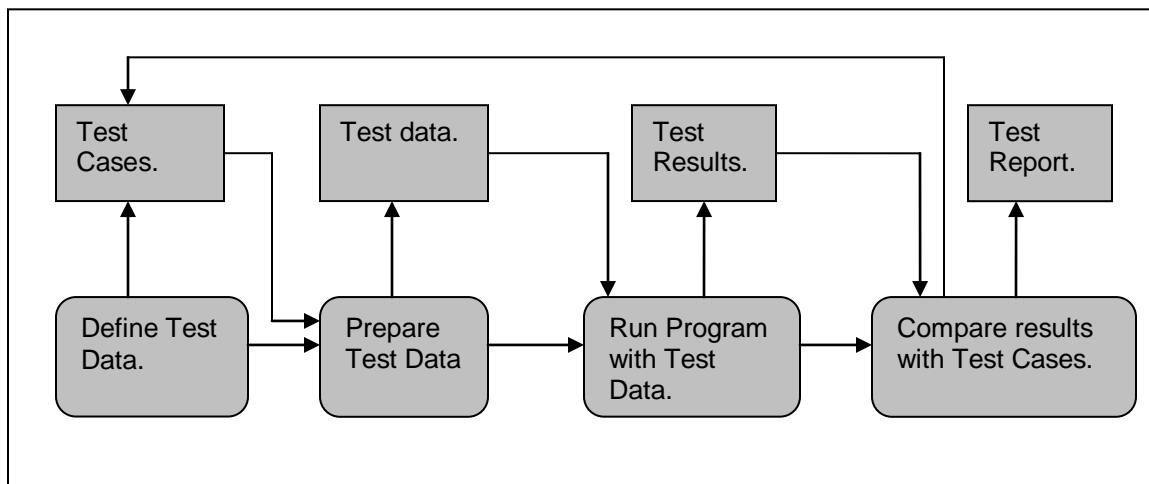 Test
Cases.
Test data.
Test
Results.
Test
Report.
Define Test
Data.
Prepare
Test Data
Run Program
with Test
Data.
Compare results
with Test Cases.